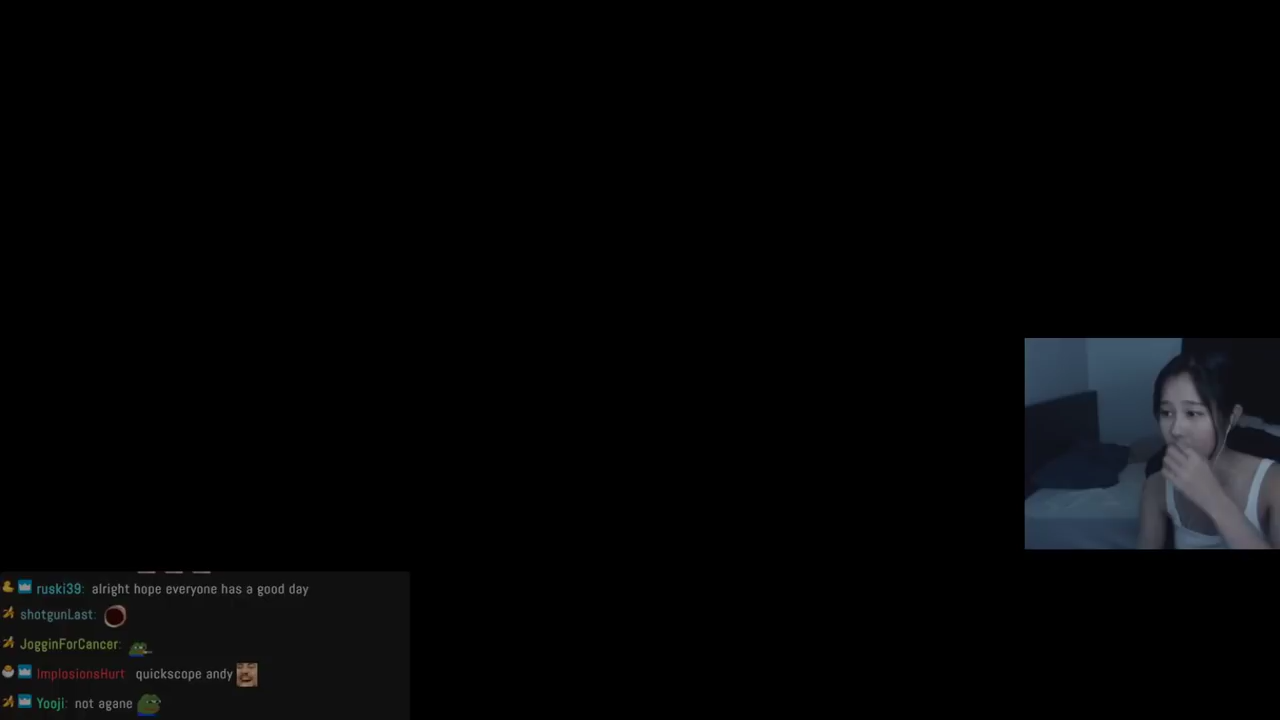 ruski39: alright hope everyone has a good day
shotgunLast:
JogginForCancer:
ImplosionsHurt quickscope andy
Yooji: not agane